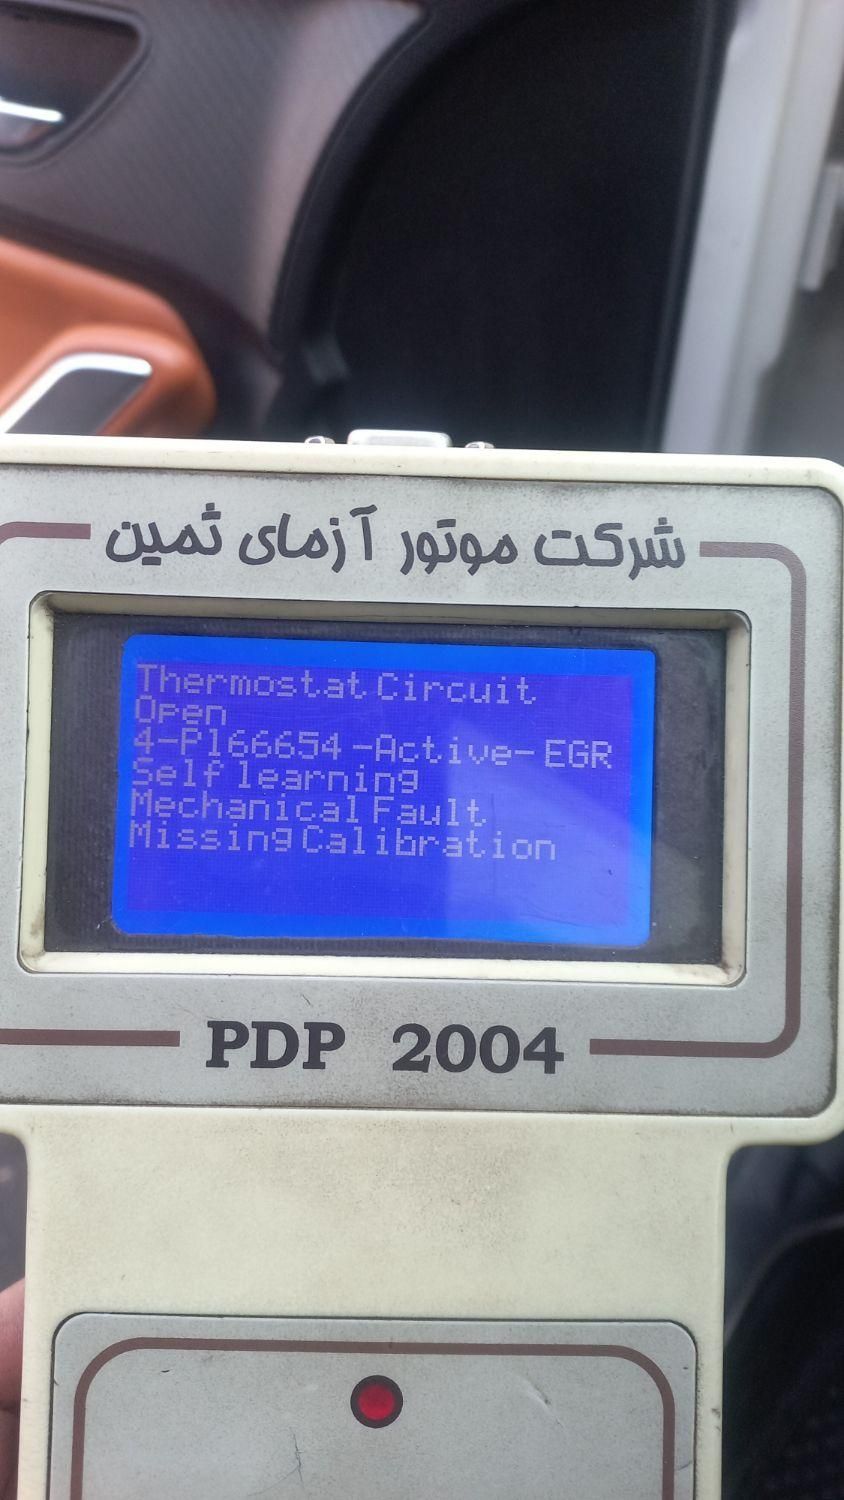 شرکت موتور آزمای ثمین
Thermostat Circuit
Open
4-P166654-Active-EGR
Self learning
Mechanical Fault
Missing Calibration
PDP 2004